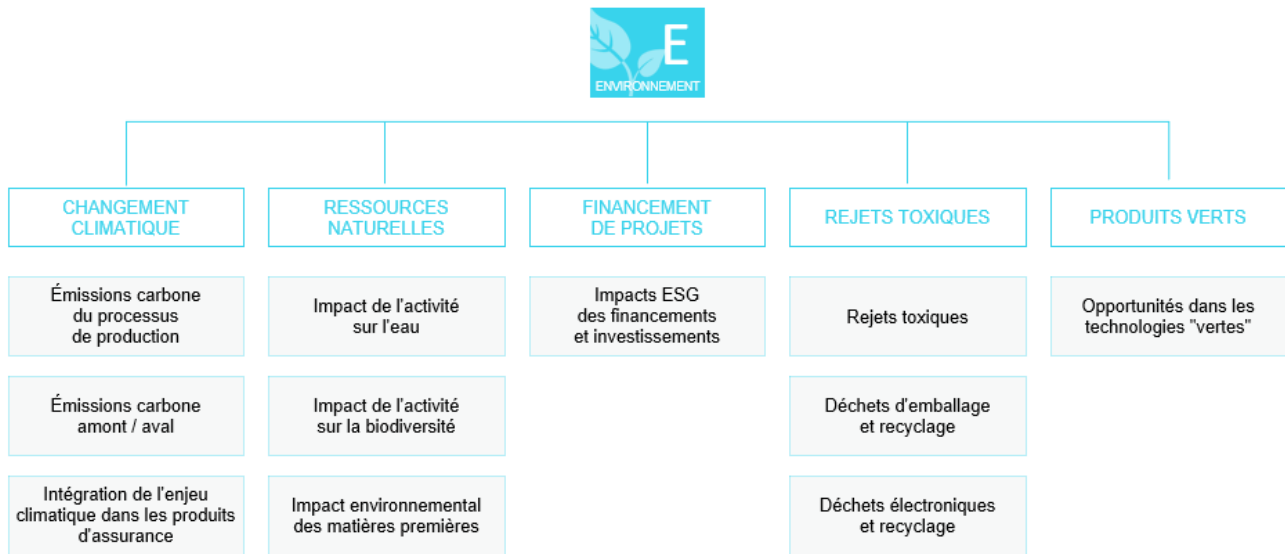 E
ENVIRONNEMENT
CHANGEMENT
CLIMATIQUE
RESSOURCES
NATURELLES
FINANCEMENT
DE PROJETS
REJETS TOXIQUES
PRODUITS VERTS
Émissions carbone
du processus
de production
Impact de l'activité
sur l'eau
Impacts ESG
des financements
et investissements
Rejets toxiques
Opportunités dans les
technologies "vertes"
Émissions carbone
amont / aval
Impact de l'activité
sur la biodiversité
Déchets d'emballage
et recyclage
Intégration de l'enjeu
climatique dans les produits
d'assurance
Impact environnemental
des matières premières
Déchets électroniques
et recyclage